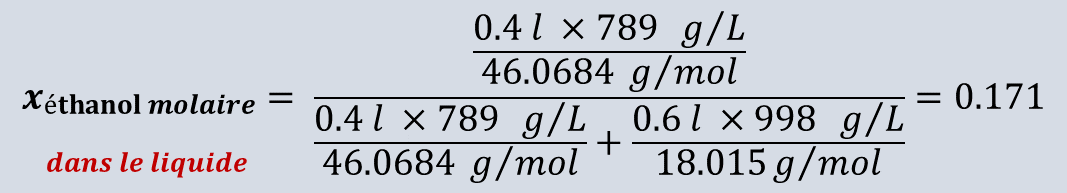 0.4 l × 789 g/L
46.0684 g/mol
xéthanol molaire = = 0.171
0.4 l × 789 g/L + 0.6 l × 998 g/L
46.0684 g/mol 18.015 g/mol
dans le liquide